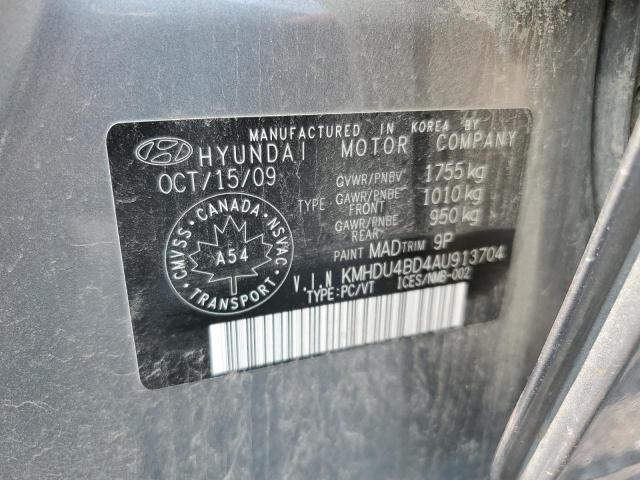 MANUFACTURED IN KOREA BY
HYUNDAI MOTOR COMPANY
OCT/15/09
GVWR/PNBV 1755kg
TYPE GAWR/PNBE FRONT 1010kg
GAWR/PNBE REAR 950kg
PAINT MAD TRIM 9P
V.I.N KMHDU4BD4AU913704
TYPE:PC/VT ICES/NMB-002
CANADA
CMVSS
NSVAC
A54
TRANSPORT